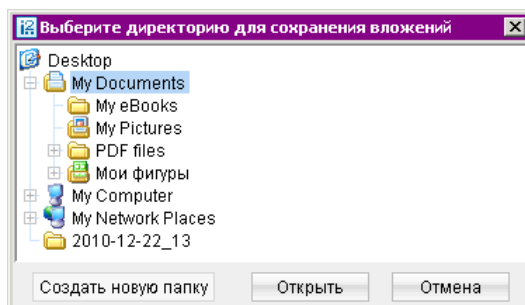 Выберите директорию для сохранения вложений
Desktop
My Documents
My eBooks
My Pictures
PDF files
Мои фигуры
My Computer
My Network Places
2010-12-22_13
Создать новую папку Открыть Отмена